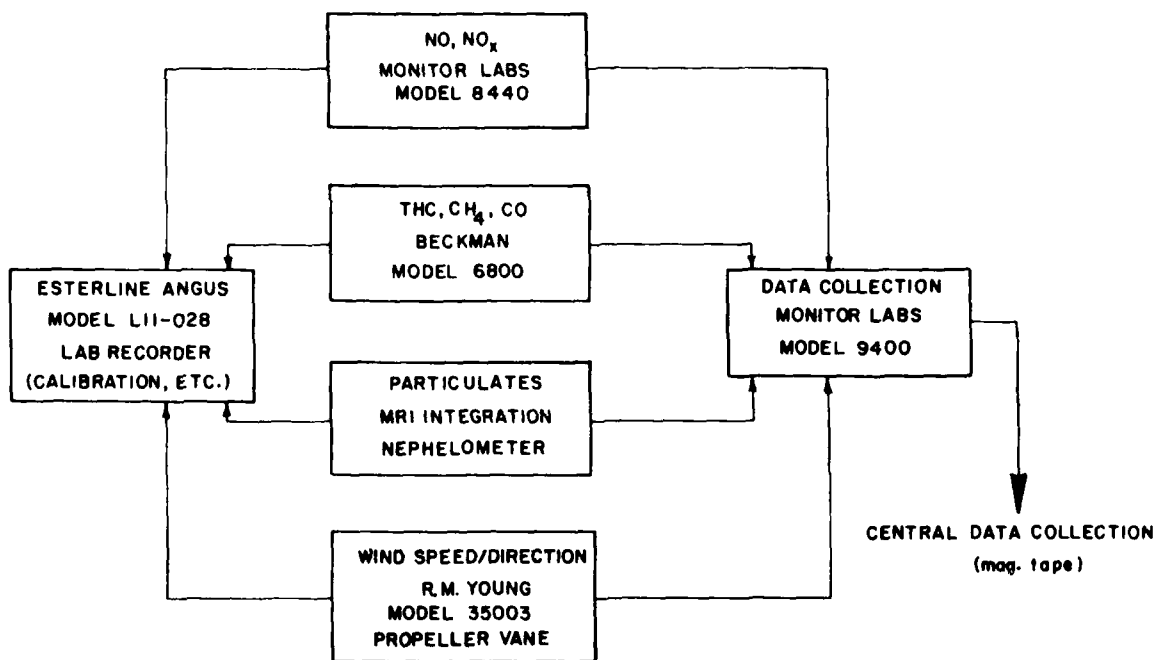 NO, NOx
MONITOR LABS
MODEL 8440
THC, CH4, CO
BECKMAN
MODEL 6800
ESTERLINE ANGUS
MODEL L11-028
LAB RECORDER
(CALIBRATION, ETC.)
DATA COLLECTION
MONITOR LABS
MODEL 9400
PARTICULATES
MRI INTEGRATION
NEPHELOMETER
WIND SPEED/DIRECTION
R.M. YOUNG
MODEL 35003
PROPELLER VANE
CENTRAL DATA COLLECTION
(mag. tape)